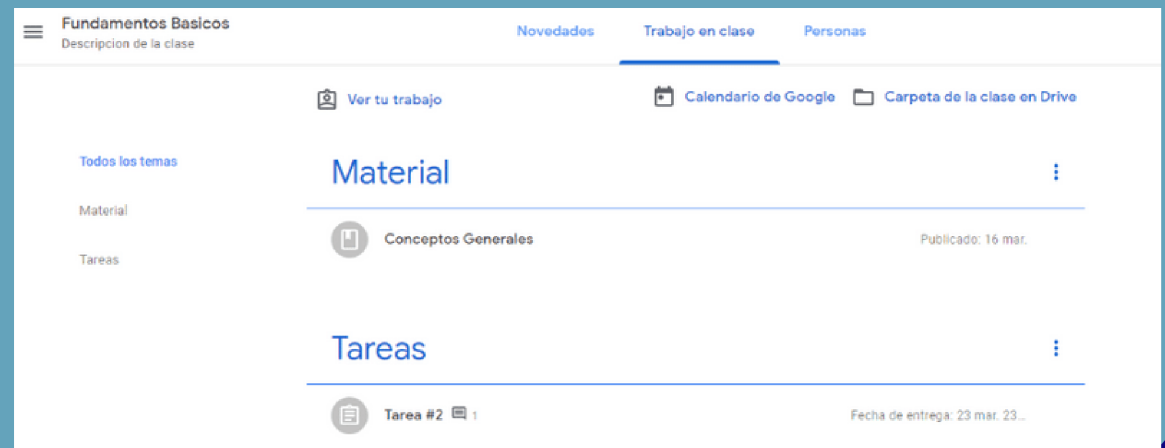 Fundamentos Basicos
Descripcion de la clase
Novedades Trabajo en clase Personas
Ver tu trabajo Calendario de Google Carpeta de la clase en Drive
Todos los temas
Material
Tareas
Material
Conceptos Generales Publicado: 16 mar.
Tareas
Tarea #2 1 Fecha de entrega: 23 mar. 23...